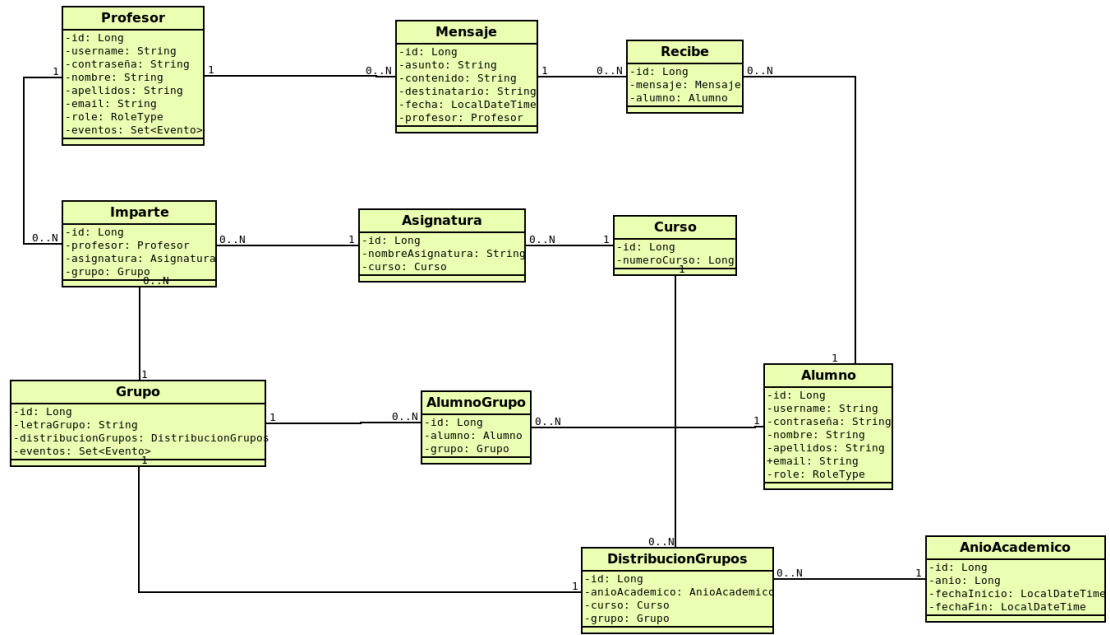 Profesor
-id: Long
-username: String
-contraseña: String
-nombre: String
-apellidos: String
-email: String
-role: RoleType
-eventos: Set<Evento>
1
1
0..N
Mensaje
-id: Long
-asunto: String
-contenido: String
-destinatario: String
-fecha: LocalDateTime
-profesor: Profesor
1
0..N
Recibe
-id: Long
-mensaje: Mensaje
-alumno: Alumno
0..N
0..N
Imparte
-id: Long
-profesor: Profesor
-asignatura: Asignatura
-grupo: Grupo
0..N
0..N
1
Asignatura
-id: Long
-nombreAsignatura: String
-curso: Curso
0..N
1
Curso
-id: Long
-numeroCurso: Long
1
1
Grupo
-id: Long
-letraGrupo: String
-distribucionGrupos: DistribucionGrupos
-eventos: Set<Evento>
1
1
0..N
AlumnoGrupo
-id: Long
-alumno: Alumno
-grupo: Grupo
0..N
1
1
Alumno
-id: Long
-username: String
-contraseña: String
-nombre: String
-apellidos: String
+email: String
-role: RoleType
0..N
1
DistribucionGrupos
-id: Long
-anioAcademico: AnioAcademico
-curso: Curso
-grupo: Grupo
0..N
1
AnioAcademico
-id: Long
-anio: Long
-fechaInicio: LocalDateTime
-fechaFin: LocalDateTime